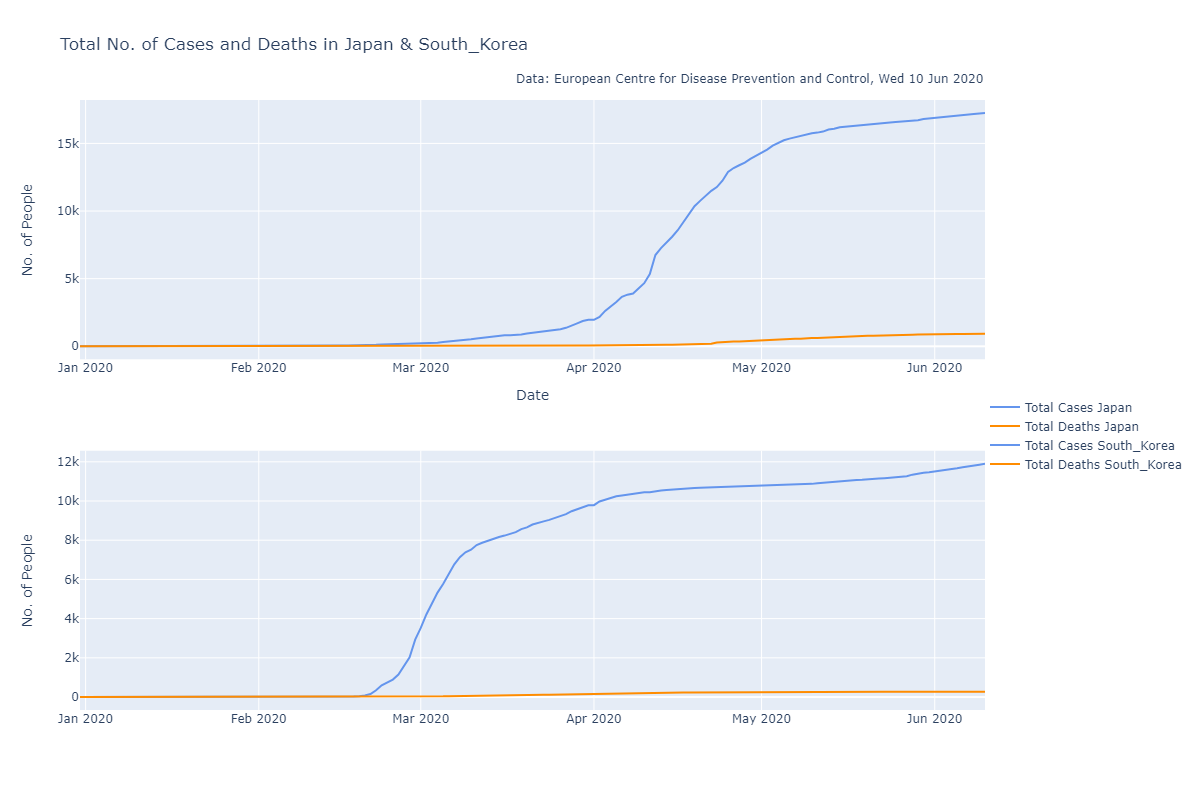 Total No. of Cases and Deaths in Japan & South_Korea
Data: European Centre for Disease Prevention and Control, Wed 10 Jun 2020
No. of People
15k
10k
5k
0
Jan 2020 Feb 2020 Mar 2020 Apr 2020 May 2020 Jun 2020
Date
Total Cases Japan
Total Deaths Japan
Total Cases South_Korea
Total Deaths South_Korea
No. of People
12k
10k
8k
6k
4k
2k
0
Jan 2020 Feb 2020 Mar 2020 Apr 2020 May 2020 Jun 2020